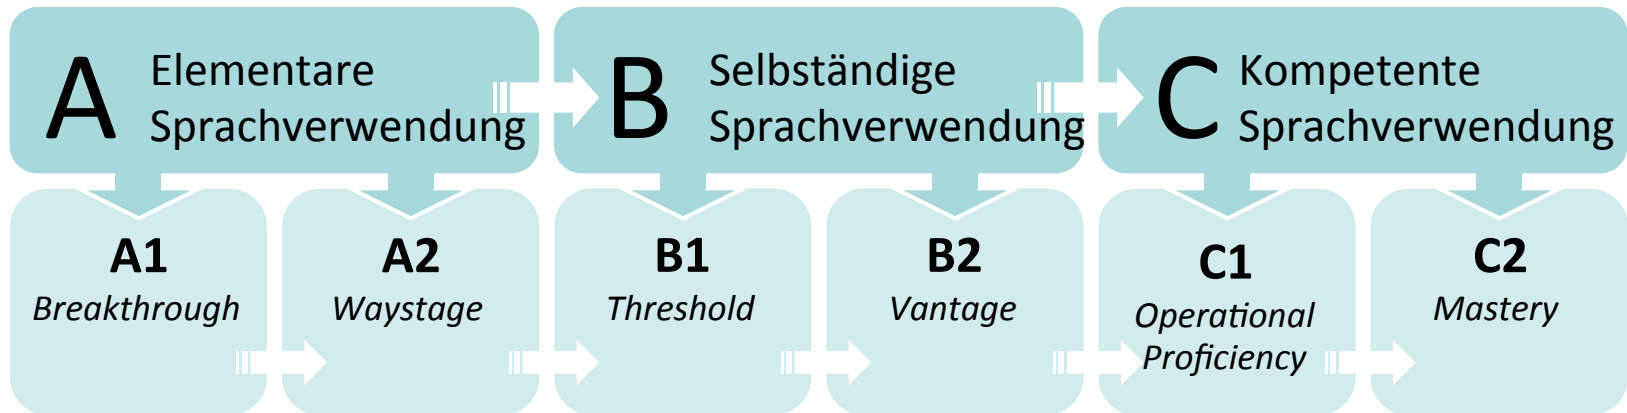 A
Elementare
Sprachverwendung
B
Selbständige
Sprachverwendung
C
Kompetente
Sprachverwendung
A1
Breakthrough
A2
Waystage
B1
Threshold
B2
Vantage
C1
Operational
Proficiency
C2
Mastery